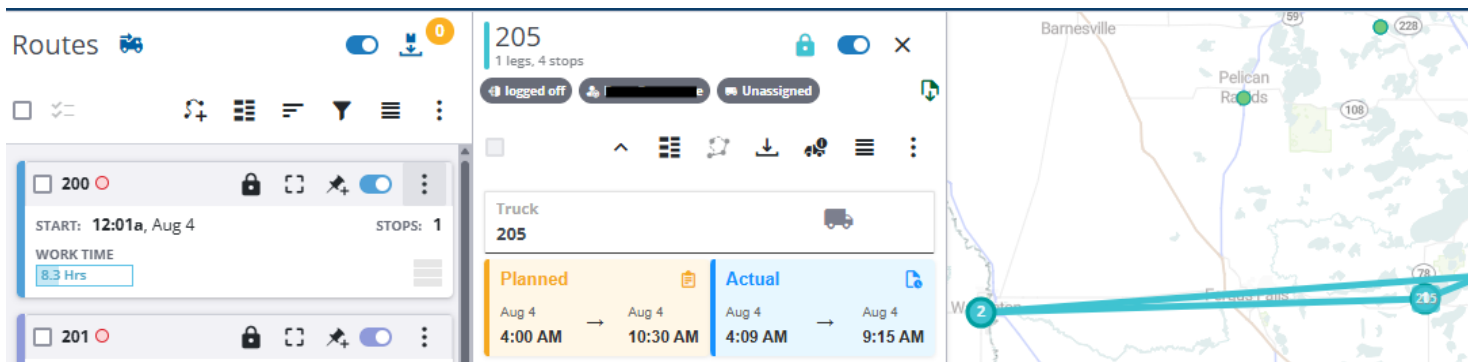 Routes
0
200
START: 12:01a, Aug 4
STOPS: 1
WORK TIME
8.3 Hrs
201
205
1 legs, 4 stops
logged off
e
Unassigned
Truck
205
Planned
Aug 4
4:00 AM
→
Aug 4
10:30 AM
Actual
Aug 4
4:09 AM
→
Aug 4
9:15 AM
Barnesville
59
228
Pelican
Rapids
108
78
Fergus Falls
2